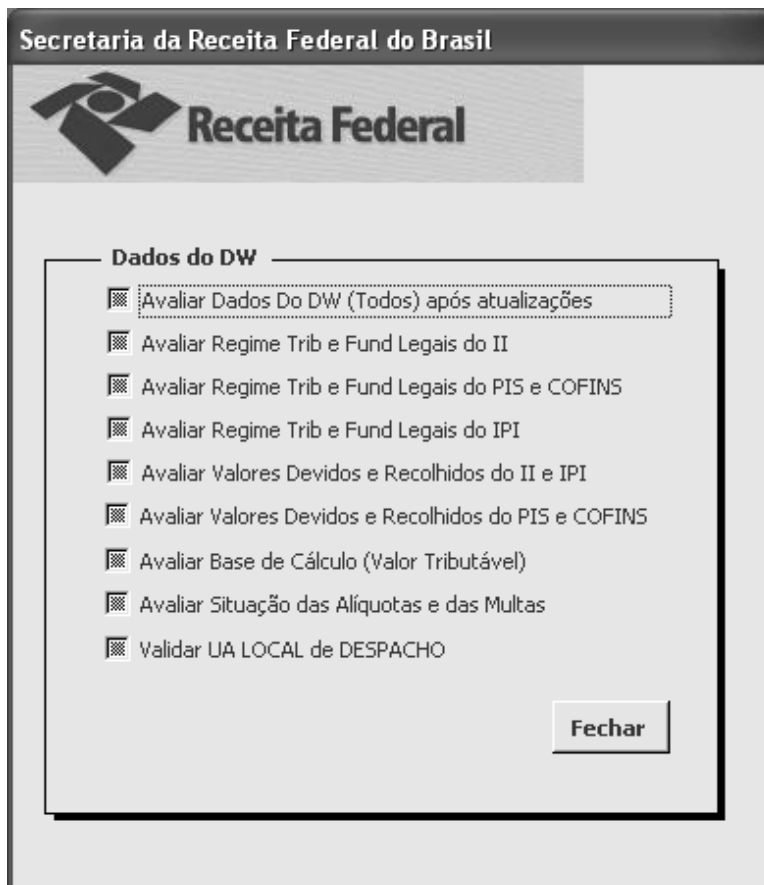 Secretaria da Receita Federal do Brasil
Receita Federal
Dados do DW
Avaliar Dados Do DW (Todos) após atualizações
Avaliar Regime Trib e Fund Legais do II
Avaliar Regime Trib e Fund Legais do PIS e COFINS
Avaliar Regime Trib e Fund Legais do IPI
Avaliar Valores Devidos e Recolhidos do II e IPI
Avaliar Valores Devidos e Recolhidos do PIS e COFINS
Avaliar Base de Cálculo (Valor Tributável)
Avaliar Situação das Alíquotas e das Multas
Validar UA LOCAL de DESPACHO
Fechar